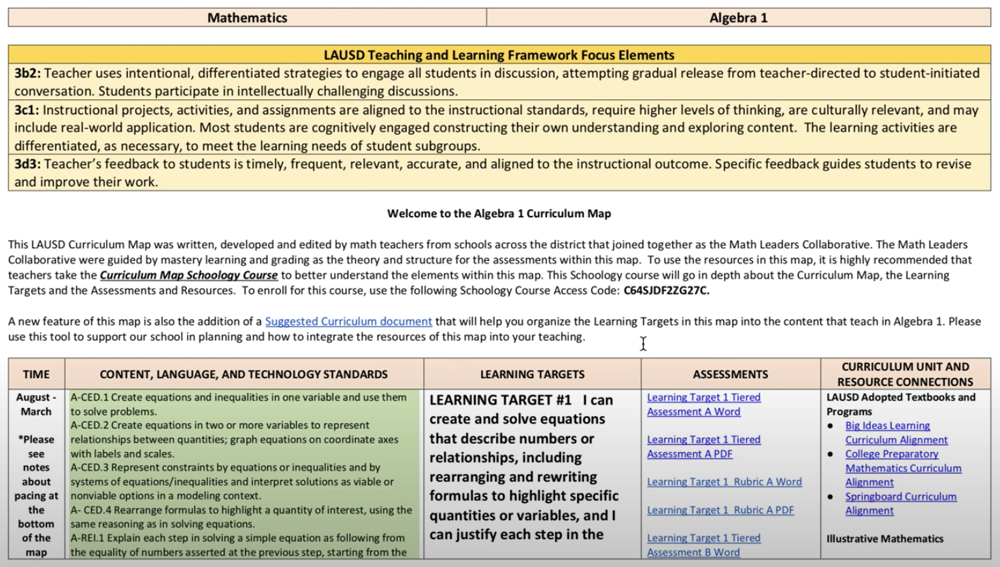 Mathematics
Algebra 1
LAUSD Teaching and Learning Framework Focus Elements
3b2: Teacher uses intentional, differentiated strategies to engage all students in discussion, attempting gradual release from teacher-directed to student-initiated
conversation. Students participate in intellectually challenging discussions.
3c1: Instructional projects, activities, and assignments are aligned to the instructional standards, require higher levels of thinking, are culturally relevant, and may
include real-world application. Most students are cognitively engaged constructing their own understanding and exploring content. The learning activities are
differentiated, as necessary, to meet the learning needs of student subgroups.
3d3: Teacher's feedback to students is timely, frequent, relevant, accurate, and aligned to the instructional outcome. Specific feedback guides students to revise
and improve their work.
Welcome to the Algebra 1 Curriculum Map
This LAUSD Curriculum Map was written, developed and edited by math teachers from schools across the district that joined together as the Math Leaders Collaborative. The Math Leaders
Collaborative were guided by mastery learning and grading as the theory and structure for the assessments within this map. To use the resources in this map, it is highly recommended that
teachers take the Curriculum Map Schoology Course to better understand the elements within this map. This Schoology course will go in depth about the Curriculum Map, the Learning
Targets and the Assessments and Resources. To enroll for this course, use the following Schoology Course Access Code: C64SJDF2ZG27C.
A new feature of this map is also the addition of a Suggested Curriculum document that will help you organize the Learning Targets in this map into the content that teach in Algebra 1. Please
use this tool to support our school in planning and how to integrate the resources of this map into your teaching.
TIME
CONTENT, LANGUAGE, AND TECHNOLOGY STANDARDS
LEARNING TARGETS
ASSESSMENTS
CURRICULUM UNIT AND
RESOURCE CONNECTIONS
August -
March
*Please
see
notes
about
pacing at
the
bottom
of the
map
A-CED.1 Create equations and inequalities in one variable and use them
to solve problems.
A-CED.2 Create equations in two or more variables to represent
relationships between quantities; graph equations on coordinate axes
with labels and scales.
A-CED.3 Represent constraints by equations or inequalities and by
systems of equations/inequalities and interpret solutions as viable or
nonviable options in a modeling context.
A- CED.4 Rearrange formulas to highlight a quantity of interest, using the
same reasoning as in solving equations.
A-REI.1 Explain each step in solving a simple equation as following from
the equality of numbers asserted at the previous step, starting from the
LEARNING TARGET #1 I can
create and solve equations
that describe numbers or
relationships, including
rearranging and rewriting
formulas to highlight specific
quantities or variables, and I
can justify each step in the
Learning Target 1 Tiered
Assessment A Word
Learning Target 1 Tiered
Assessment A PDF
Learning Target 1 Rubric A Word
Learning Target 1 Rubric A PDF
Learning Target 1 Tiered
Assessment B Word
LAUSD Adopted Textbooks and
Programs
● Big Ideas Learning
Curriculum Alignment
● College Preparatory
Mathematics Curriculum
Alignment
● Springboard Curriculum
Alignment
Illustrative Mathematics